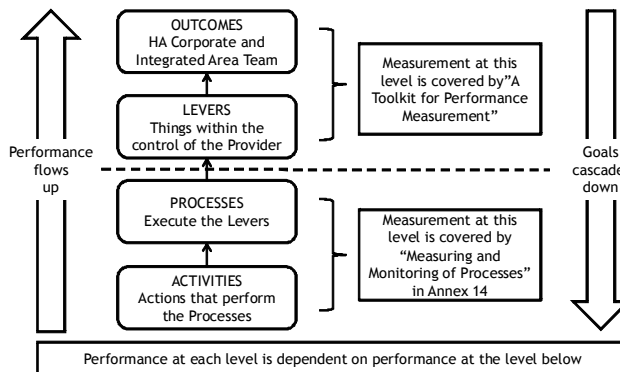 OUTCOMES
HA Corporate and
Integrated Area Team
LEVERS
Things within the
control of the Provider
PROCESSES
Execute the Levers
ACTIVITIES
Actions that perform
the Processes
Measurement at this
level is covered by”A
Toolkit for Performance
Measurement”
Measurement at this
level is covered by
“Measuring and
Monitoring of Processes”
in Annex 14
Performance
flows
up
Goals
cascade
down
Performance at each level is dependent on performance at the level below